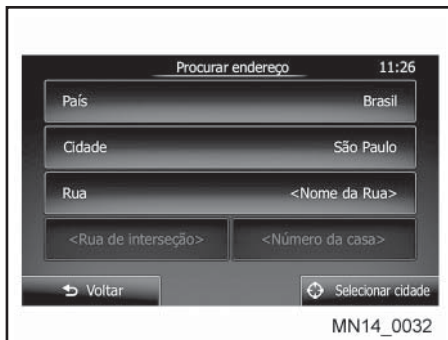 Procurar endereço 11:26
País Brasil
Cidade São Paulo
Rua <Nome da Rua>
<Rua de interseção> <Número da casa>
Voltar Selecionar cidade
MN14_0032